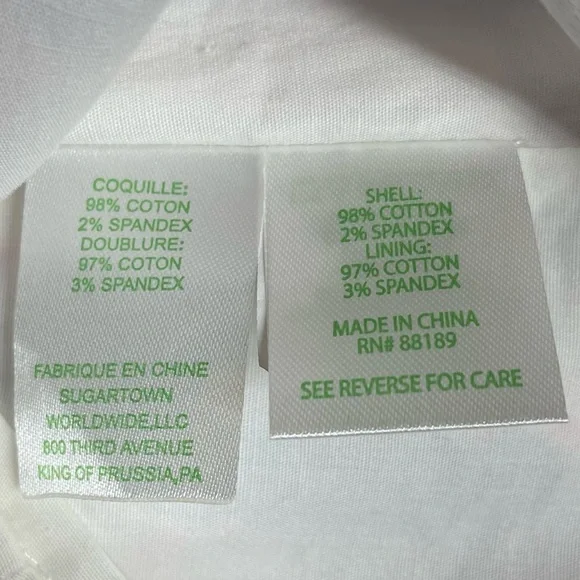 COQUILLE:
98% COTON
2% SPANDEX
DOUBLURE:
97% COTON
3% SPANDEX
FABRIQUE EN CHINE
SUGARTOWN
WORLDWIDE,LLC
800 THIRD AVENUE
KING OF PRUSSIA,PA
SHELL:
98% COTTON
2% SPANDEX
LINING:
97% COTTON
3% SPANDEX
MADE IN CHINA
RN# 88189
SEE REVERSE FOR CARE